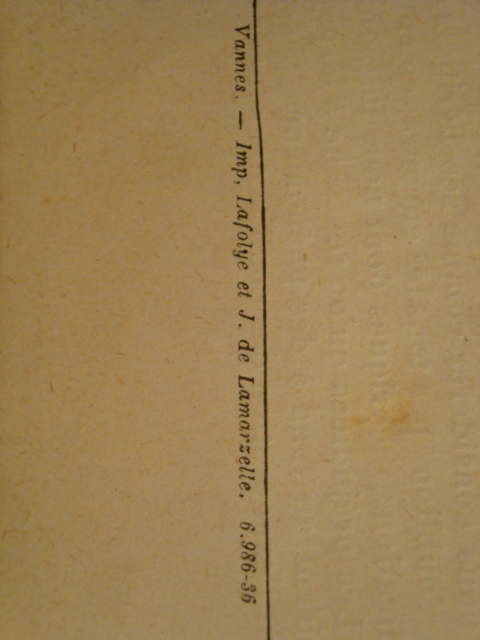 Vannes. — Imp, Lafolye et J. de Lamarzelle. 6.986-36